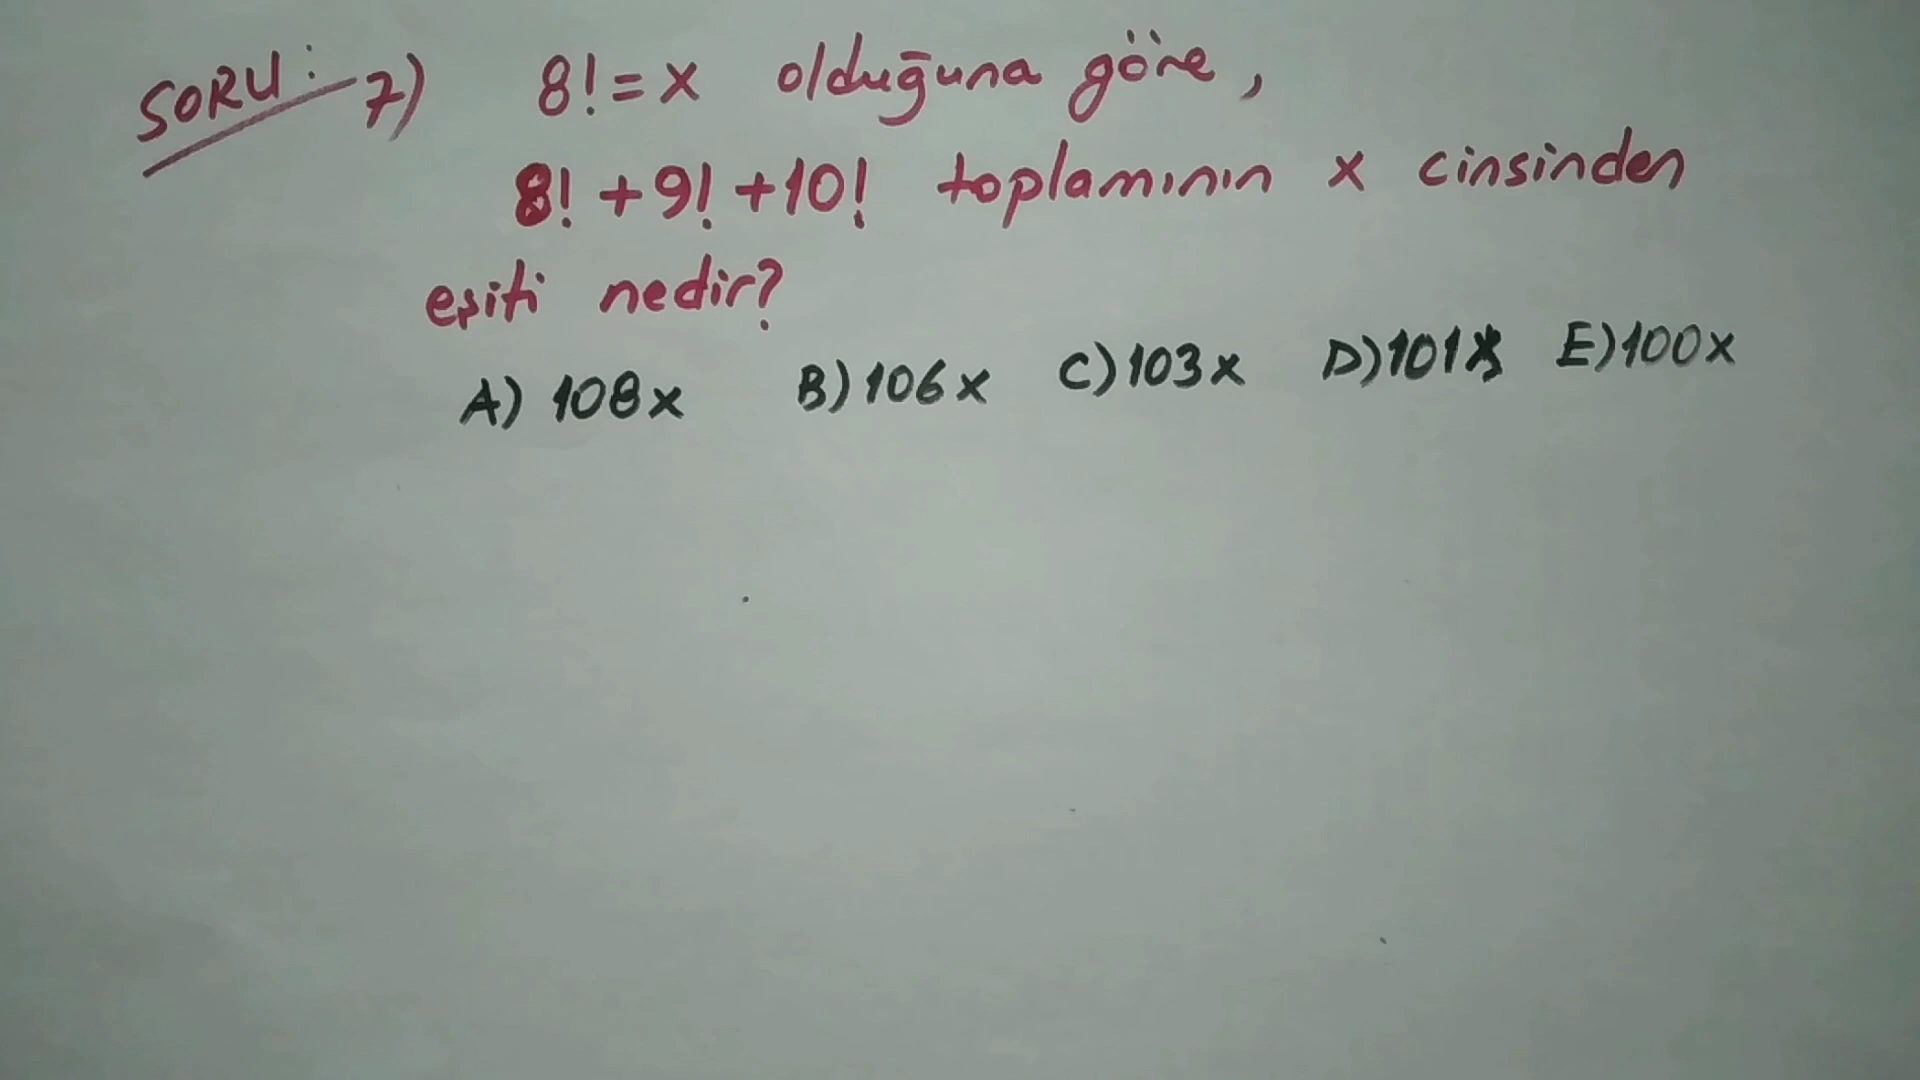 SORU: 7) 8! = x olduğuna göre,
8! + 9! + 10! toplamının x cinsinden
eşiti nedir?
A) 108x B) 106x C) 103x D) 101x E) 100x